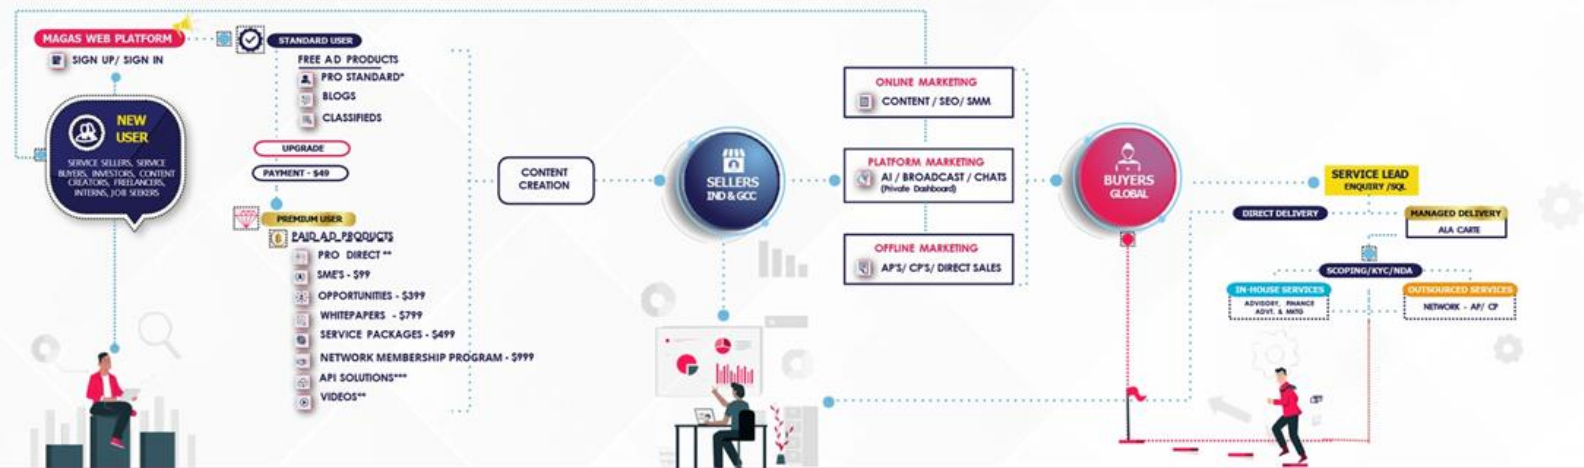 MAGAS WEB PLATFORM
SIGN UP/ SIGN IN
NEW
USER
SERVICE SELLERS, SERVICE
BUYERS, INVESTORS, CONTENT
CREATORS, FREELANCERS,
INTERNS, JOB SEEKERS
STANDARD USER
FREE AD PRODUCTS
PRO STANDARD*
BLOGS
CLASSIFIEDS
UPGRADE
PAYMENT - $49
PREMIUM USER
PAID AD PRODUCTS
PRO DIRECT **
SME'S - $99
OPPORTUNITIES - $399
WHITEPAPERS - $799
SERVICE PACKAGES - $499
NETWORK MEMBERSHIP PROGRAM - $999
API SOLUTIONS***
VIDEOS**
CONTENT
CREATION
SELLERS
IND & GCC
ONLINE MARKETING
CONTENT / SEO/ SMM
PLATFORM MARKETING
AI / BROADCAST / CHATS
(Private Dashboard)
OFFLINE MARKETING
AP'S/ CP'S/ DIRECT SALES
BUYERS
GLOBAL
SERVICE LEAD
ENQUIRY /SQL
DIRECT DELIVERY
MANAGED DELIVERY
ALA CARTE
SCOPING/KYC/NDA
IN-HOUSE SERVICES
ADVISORY, FINANCE
ADVT. & MKTG
OUTSOURCED SERVICES
NETWORK - AP/ CP